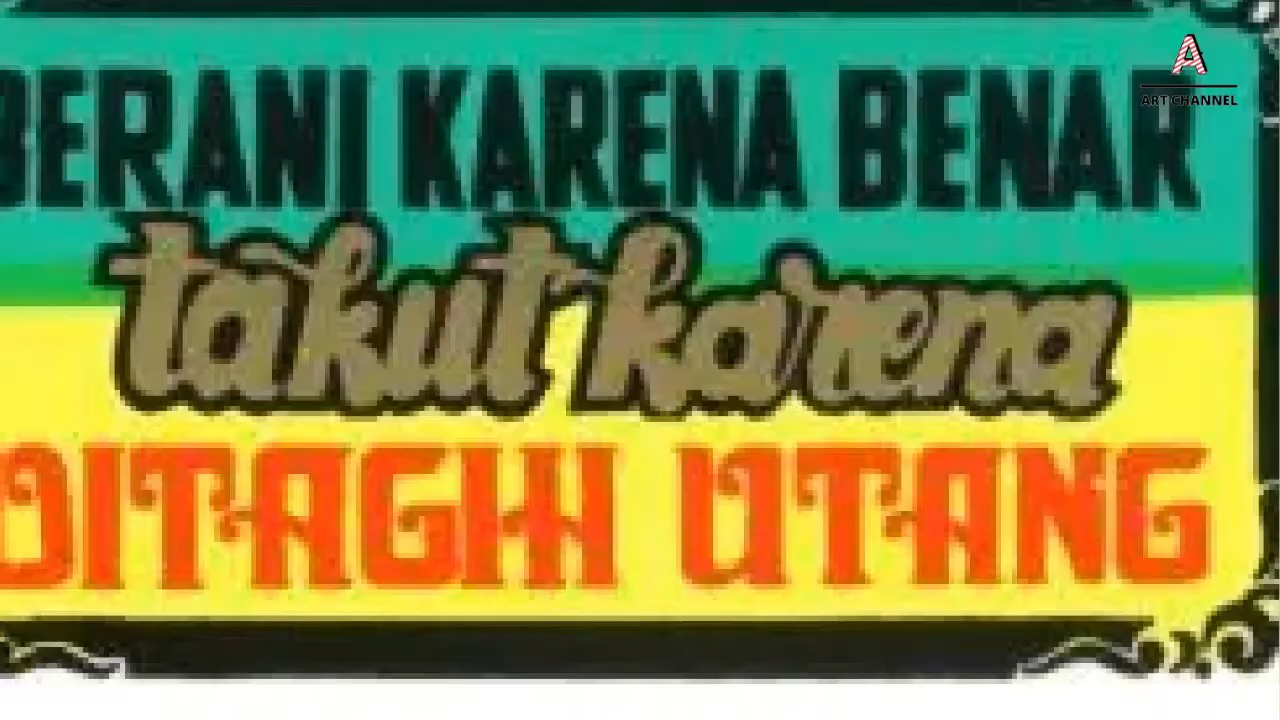 A
ART CHANNEL
BERANI KARENA BENAR
takut karena
DITAGIH UTANG